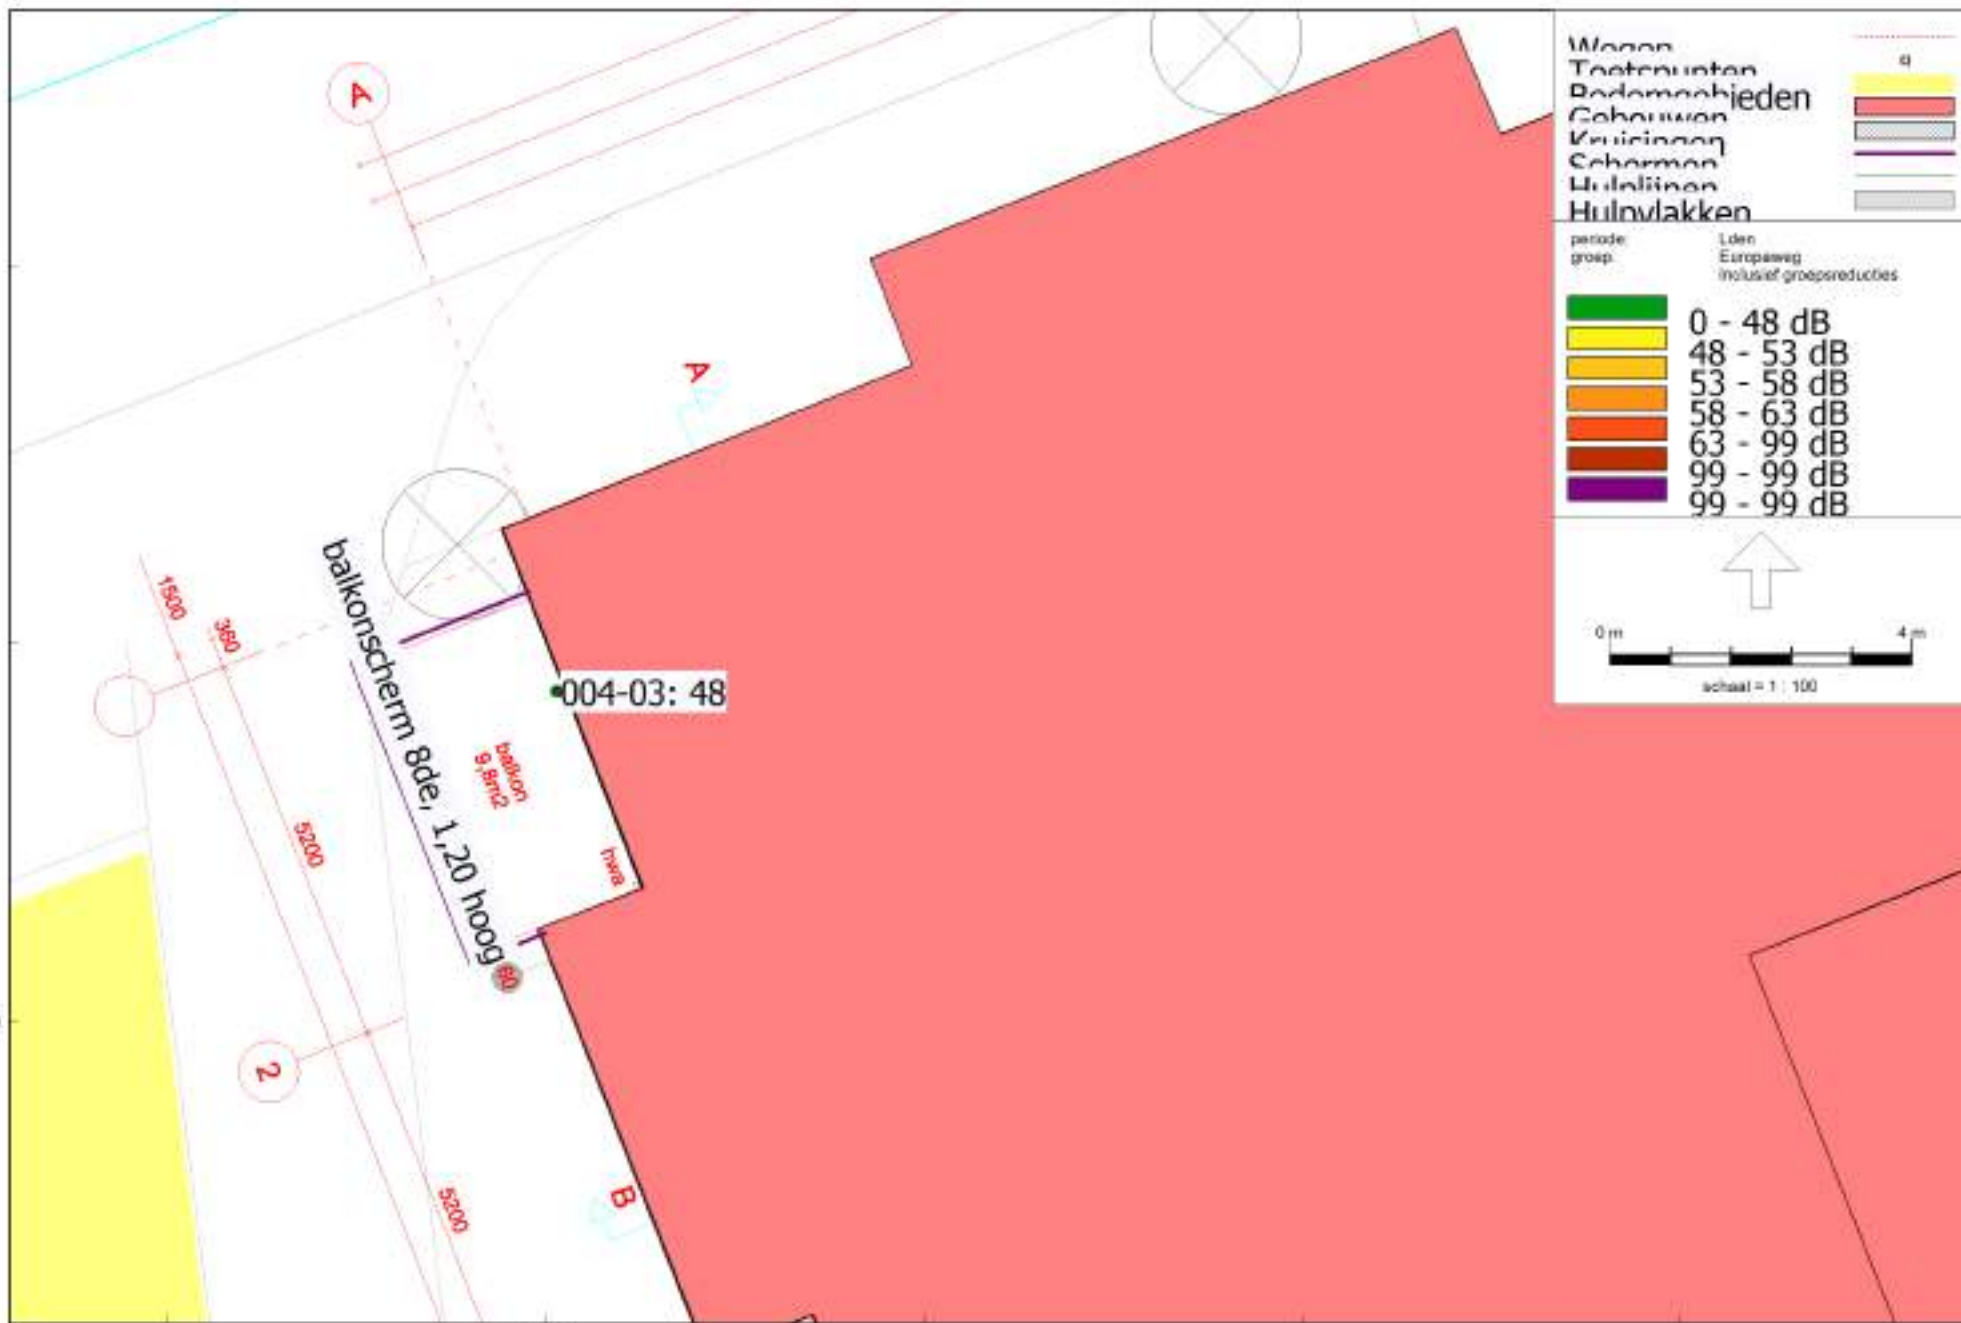 A
A
1500
360
balkonscherm 8de, 1,20 hoog
004-03: 48
balkon
9,8m2
5200
hwa
60
2
5200
B
Wegen
Toetspunten
Bodemgebieden
Gebouwen
Kruisingen
Schermen
Hulplijnen
Hulpvlakken
periode: Lden
groep: Europaweg
Inclusief groepsreducties
0 - 48 dB
48 - 53 dB
53 - 58 dB
58 - 63 dB
63 - 99 dB
99 - 99 dB
99 - 99 dB
0 m 4 m
schaal = 1 : 100